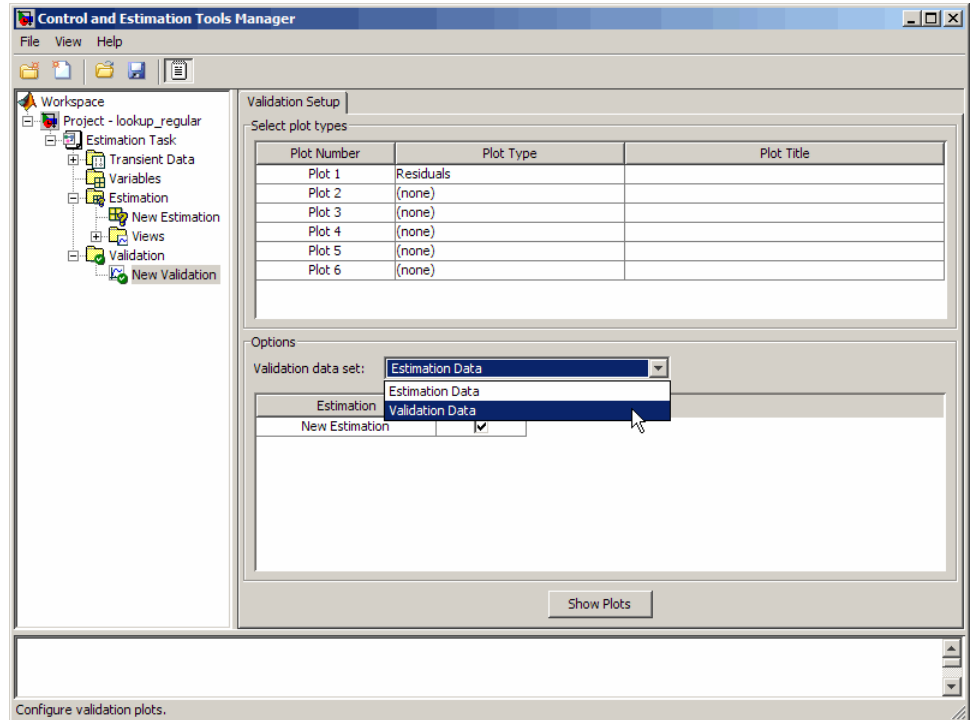 Control and Estimation Tools Manager
File View Help
Workspace
Project - lookup_regular
Estimation Task
Transient Data
Variables
Estimation
New Estimation
Views
Validation
New Validation
Validation Setup
Select plot types
Plot Number Plot Type Plot Title
Plot 1 Residuals
Plot 2 (none)
Plot 3 (none)
Plot 4 (none)
Plot 5 (none)
Plot 6 (none)
Options
Validation data set: Estimation Data
Estimation Data
Validation Data
Estimation
New Estimation
Show Plots
Configure validation plots.